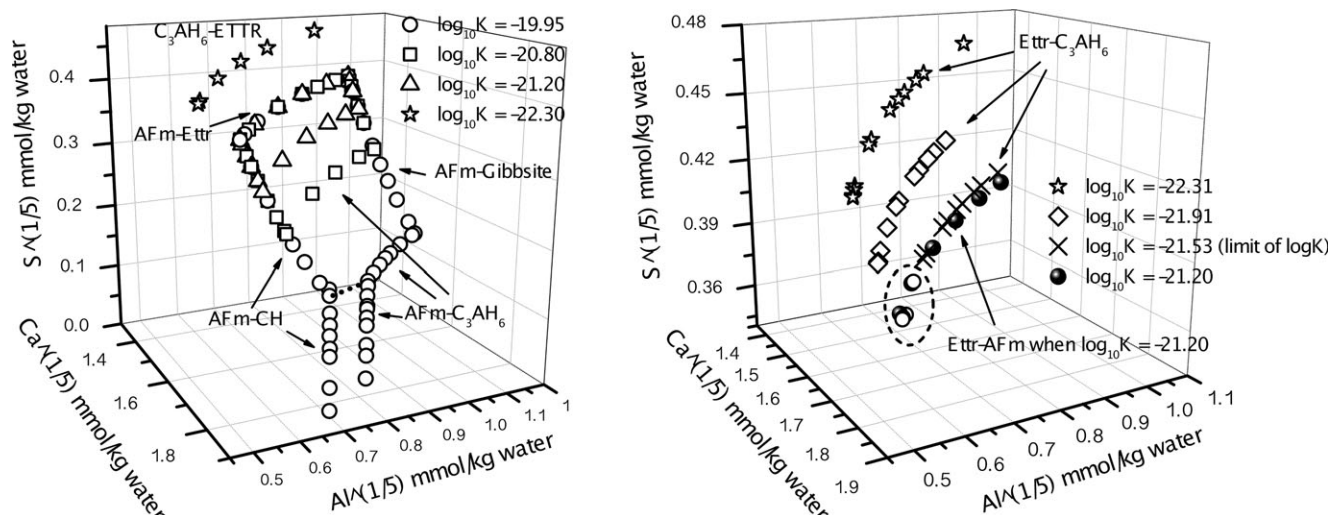 C₃AH₆-ETTR
log₁₀K = -19.95
log₁₀K = -20.80
log₁₀K = -21.20
log₁₀K = -22.30
AFm-Ettr
AFm-Gibbsite
AFm-CH
AFm-C₃AH₆
S^(1/5) mmol/kg water
0.4
0.3
0.2
0.1
0.0
Ca^(1/5) mmol/kg water
1.4
1.6
1.8
Al^(1/5) mmol/kg water
0.5
0.6
0.7
0.8
0.9
1.0
1.1
1
Ettr-C₃AH₆
log₁₀K = -22.31
log₁₀K = -21.91
log₁₀K = -21.53 (limit of logK)
log₁₀K = -21.20
Ettr-AFm when log₁₀K = -21.20
S^(1/5) mmol/kg water
0.48
0.45
0.42
0.39
0.36
Ca^(1/5) mmol/kg water
1.4
1.5
1.6
1.7
1.8
1.9
Al^(1/5) mmol/kg water
0.5
0.6
0.7
0.8
0.9
1.0
1.1